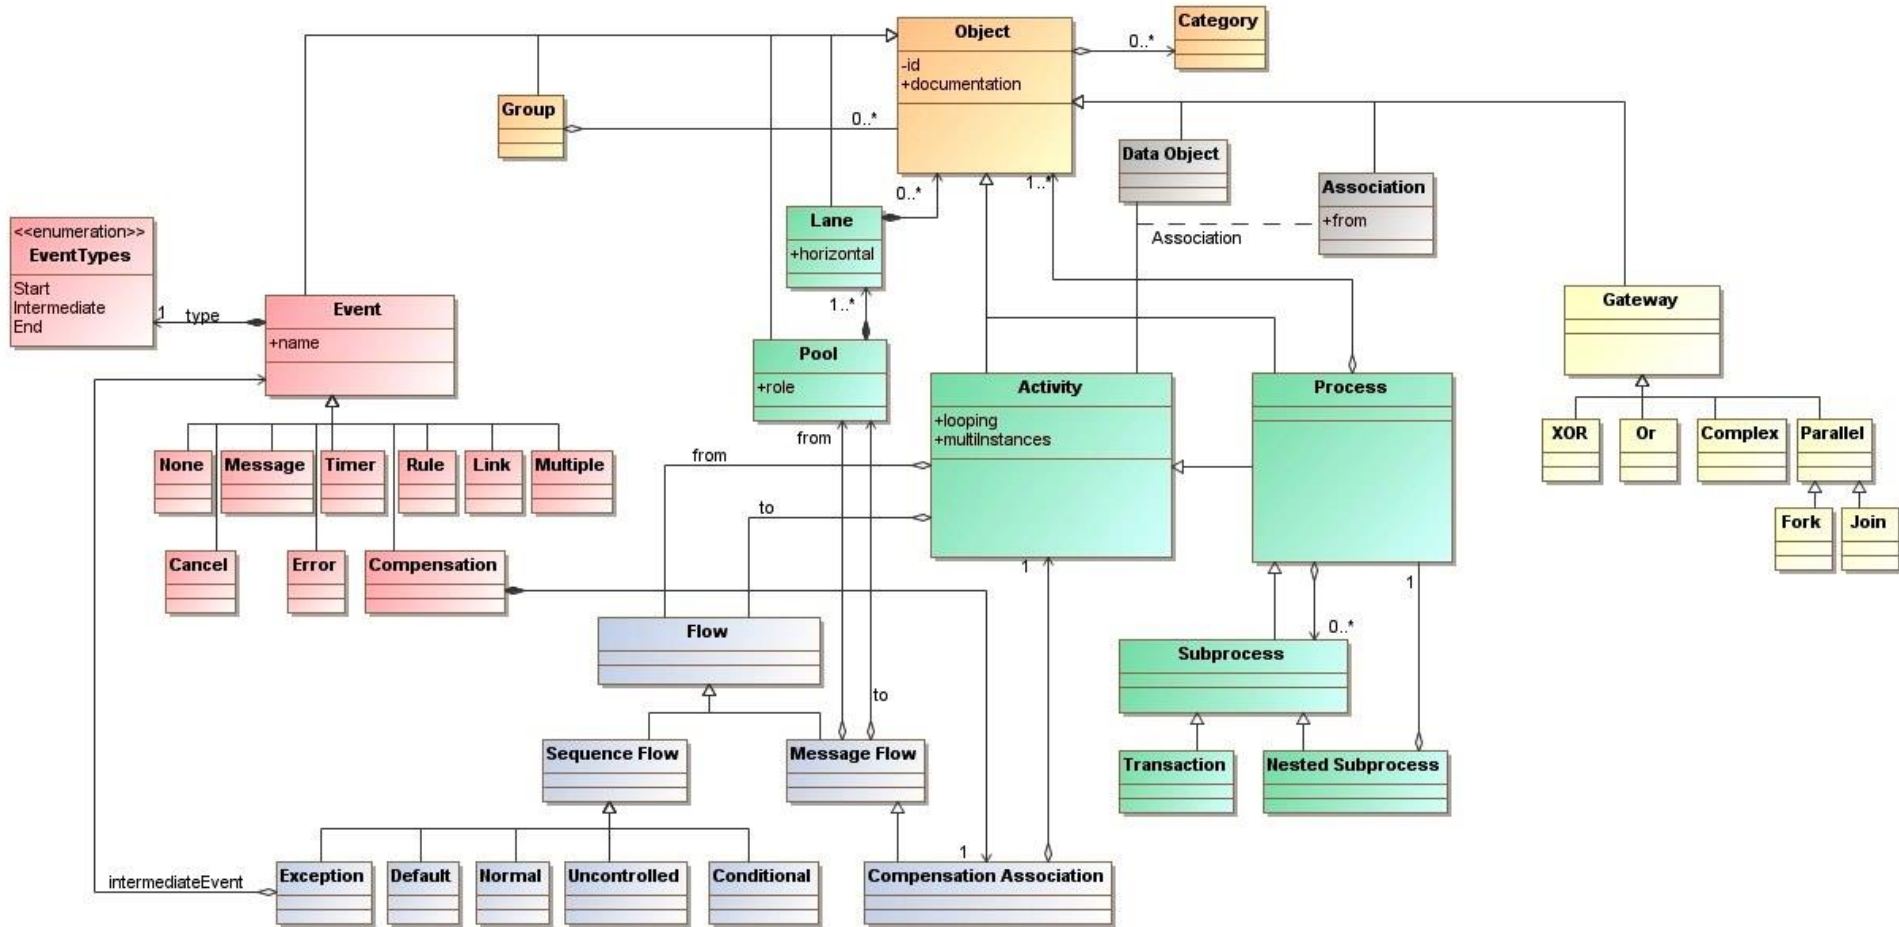 Object
-id
+documentation
0..*
Category
Group
0..*
Data Object
Association
+from
Association
0..*
1..*
Lane
+horizontal
1..*
<<enumeration>>
EventTypes
Start
Intermediate
End
1
type
Event
+name
Pool
+role
Activity
+looping
+multiInstances
Process
Gateway
XOR
Or
Complex
Parallel
Fork
Join
from
from
to
None
Message
Timer
Rule
Link
Multiple
Cancel
Error
Compensation
1
1
Flow
0..*
Subprocess
to
Sequence Flow
Message Flow
Transaction
Nested Subprocess
1
intermediateEvent
Exception
Default
Normal
Uncontrolled
Conditional
Compensation Association